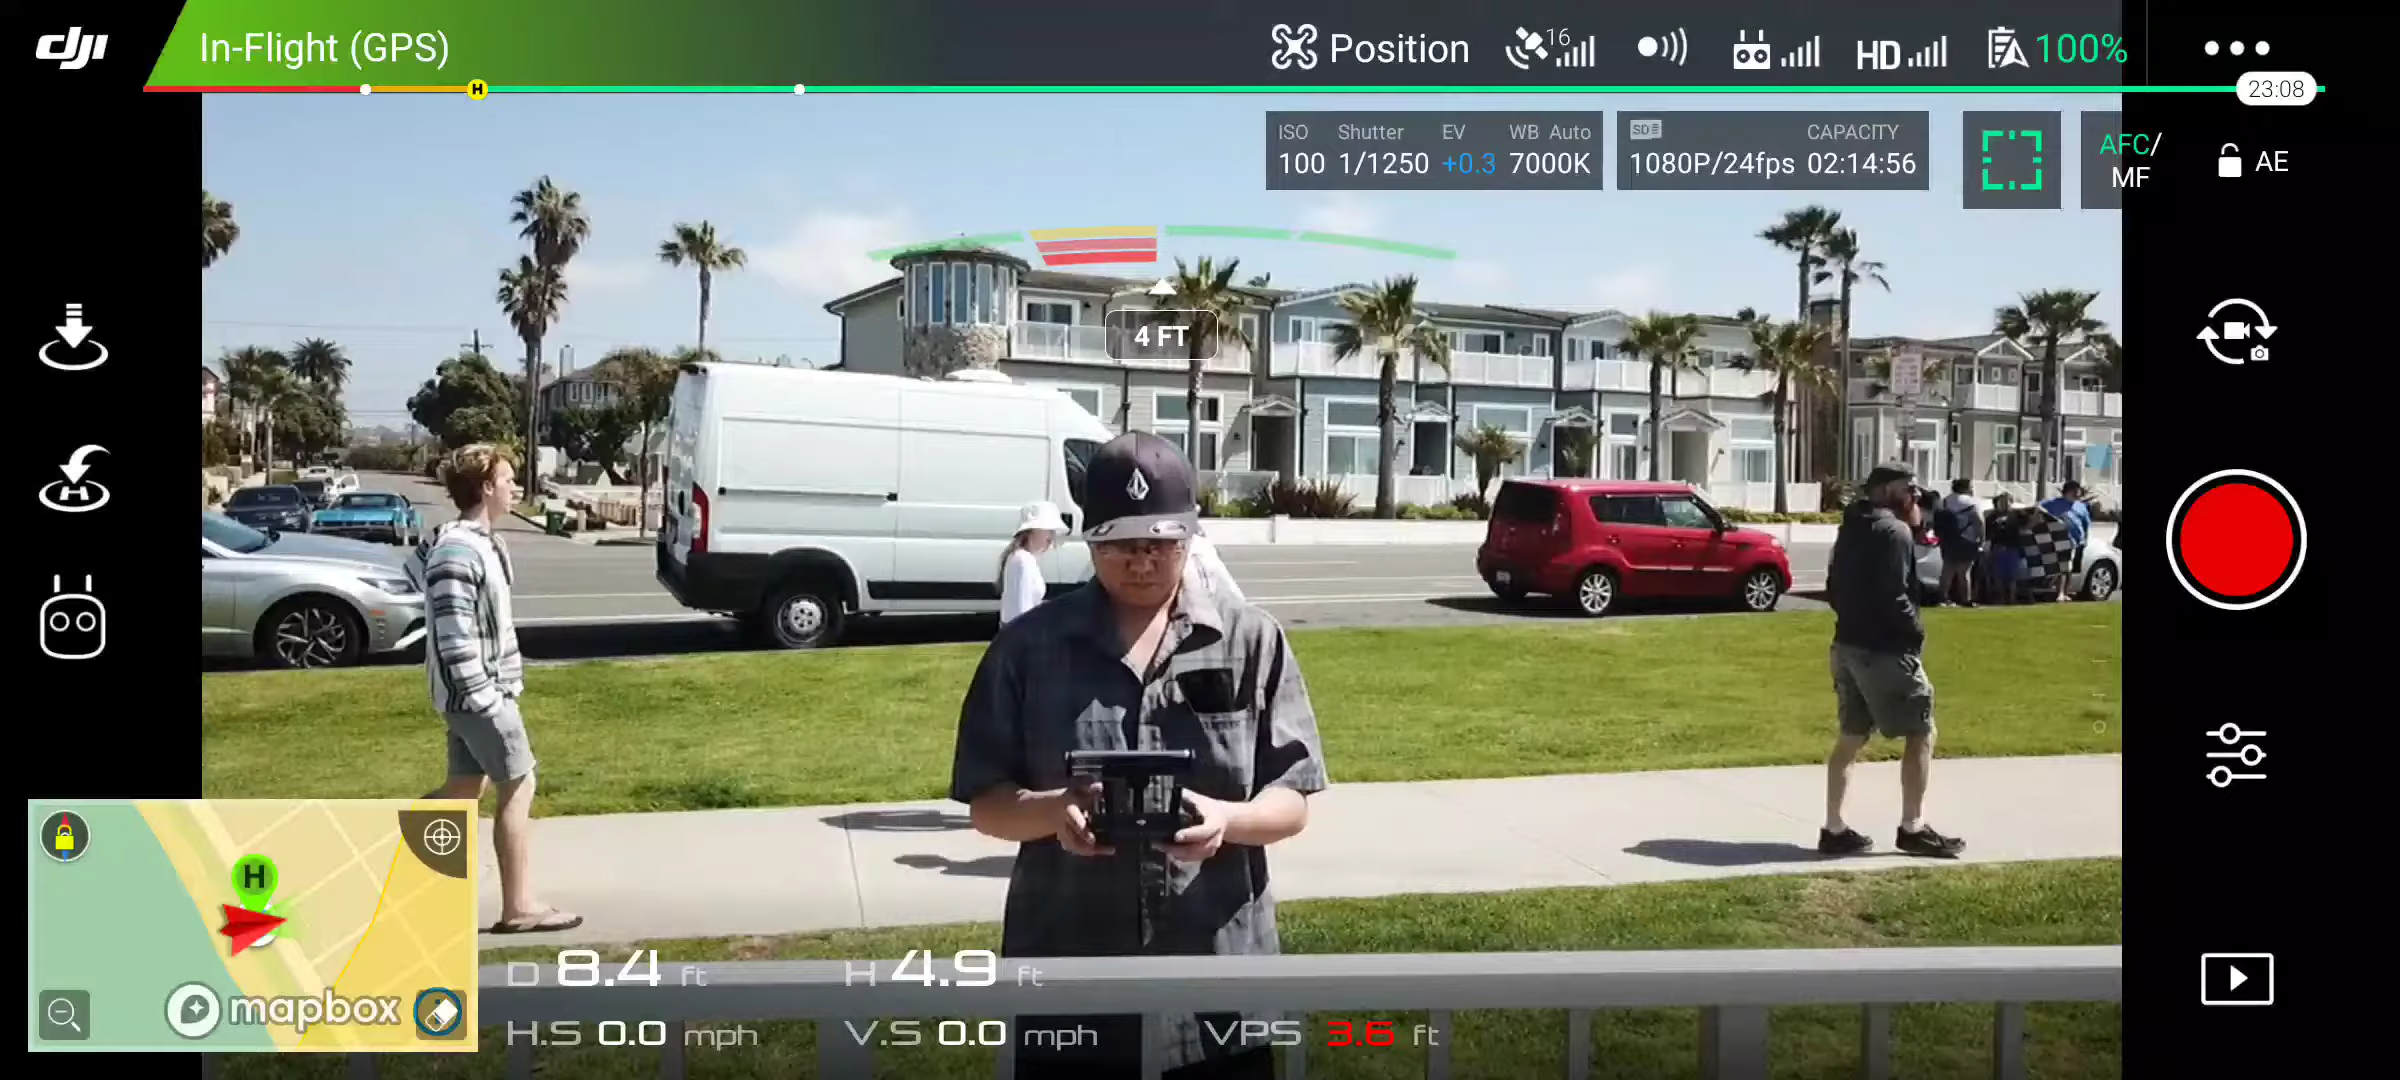 dji In-Flight (GPS) Position 16 HD 100%
H 23:08
ISO Shutter EV WB Auto CAPACITY AFC/
100 1/1250 +0.3 7000K 1080P/24fps 02:14:56 MF AE
SD
4 FT
H
D 8.4 ft H 4.9 ft
mapbox
H.S 0.0 mph V.S 0.0 mph VPS 3.6 ft